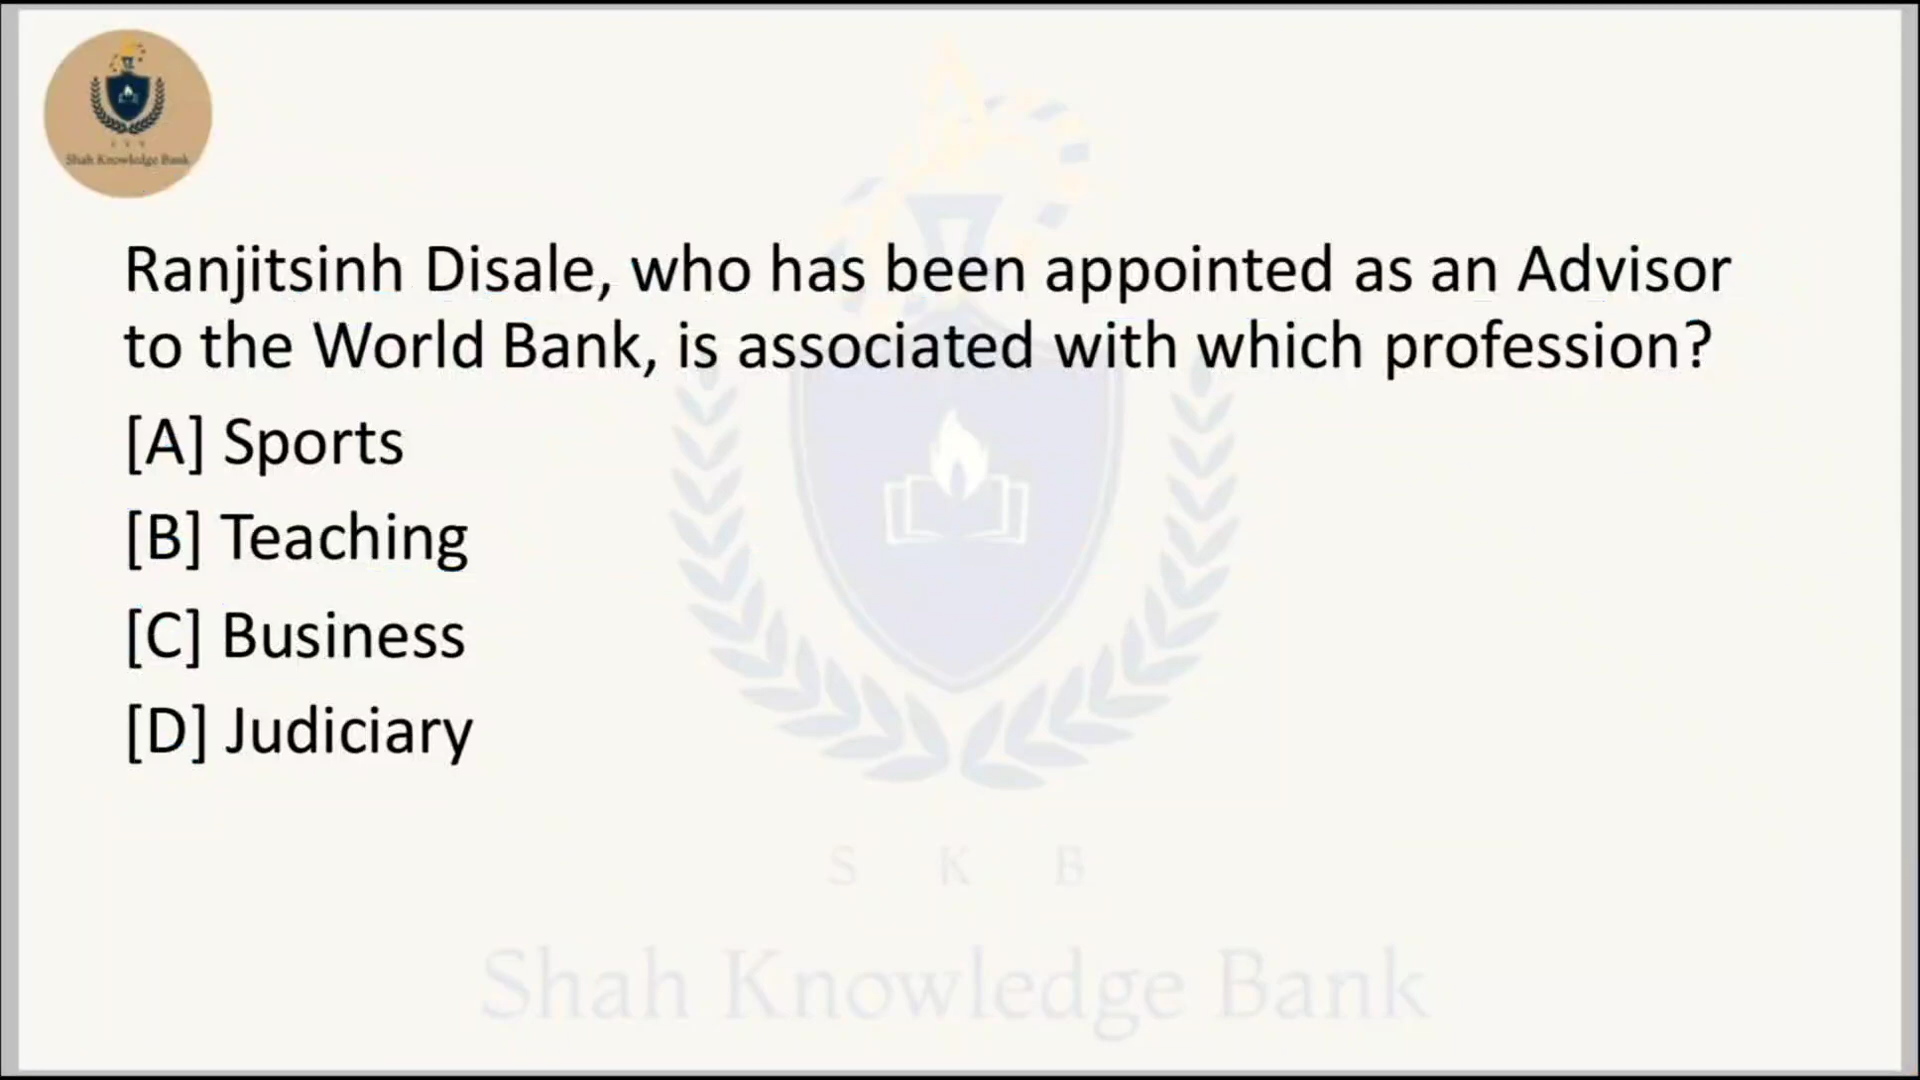 Shah Knowledge Bank
Ranjitsinh Disale, who has been appointed as an Advisor
to the World Bank, is associated with which profession?
[A] Sports
[B] Teaching
[C] Business
[D] Judiciary
S K B
Shah Knowledge Bank